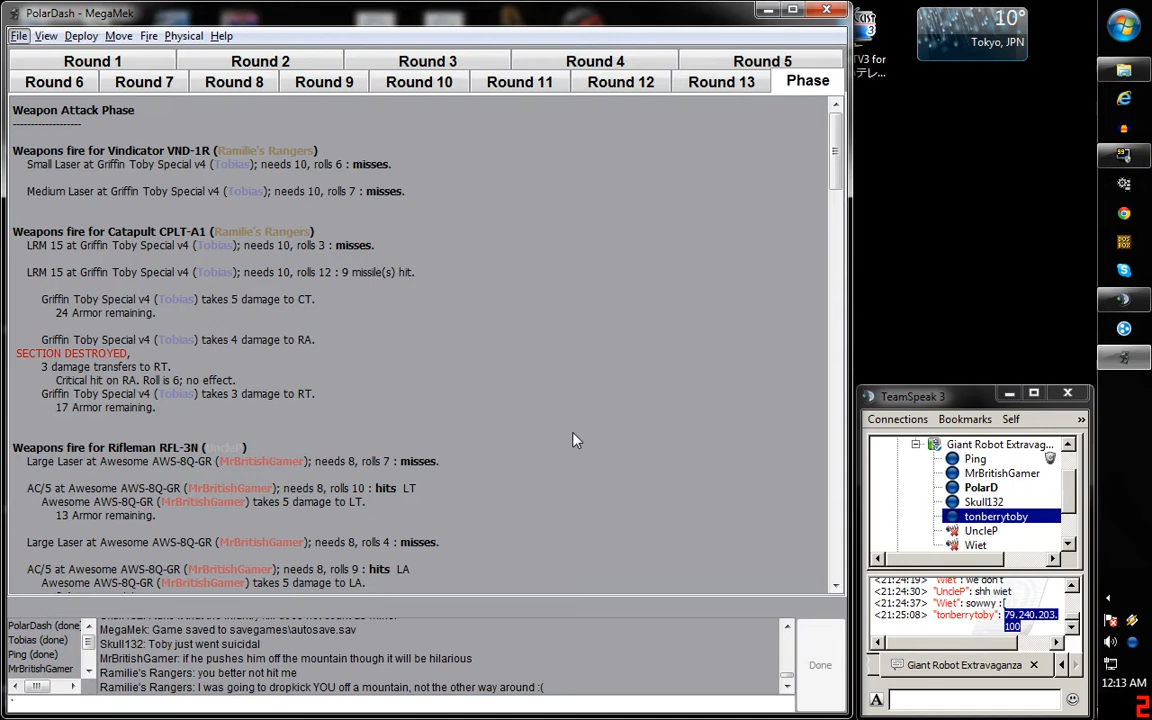 PolarDash - MegaMek
File View Deploy Move Fire Physical Help
Round 1 Round 2 Round 3 Round 4 Round 5
Round 6 Round 7 Round 8 Round 9 Round 10 Round 11 Round 12 Round 13 Phase
Weapon Attack Phase
-------------------
Weapons fire for Vindicator VND-1R (Ramilie's Rangers)
Small Laser at Griffin Toby Special v4 (Tobias); needs 10, rolls 6 : misses.
Medium Laser at Griffin Toby Special v4 (Tobias); needs 10, rolls 7 : misses.
Weapons fire for Catapult CPLT-A1 (Ramilie's Rangers)
LRM 15 at Griffin Toby Special v4 (Tobias); needs 10, rolls 3 : misses.
LRM 15 at Griffin Toby Special v4 (Tobias); needs 10, rolls 12 : 9 missile(s) hit.
Griffin Toby Special v4 (Tobias) takes 5 damage to CT.
24 Armor remaining.
Griffin Toby Special v4 (Tobias) takes 4 damage to RA.
SECTION DESTROYED,
3 damage transfers to RT.
Critical hit on RA. Roll is 6; no effect.
Griffin Toby Special v4 (Tobias) takes 3 damage to RT.
17 Armor remaining.
Weapons fire for Rifleman RFL-3N (UncleP)
Large Laser at Awesome AWS-8Q-GR (MrBritishGamer); needs 8, rolls 7 : misses.
AC/5 at Awesome AWS-8Q-GR (MrBritishGamer); needs 8, rolls 10 : hits LT
Awesome AWS-8Q-GR (MrBritishGamer) takes 5 damage to LT.
13 Armor remaining.
Large Laser at Awesome AWS-8Q-GR (MrBritishGamer); needs 8, rolls 4 : misses.
AC/5 at Awesome AWS-8Q-GR (MrBritishGamer); needs 8, rolls 9 : hits LA
Awesome AWS-8Q-GR (MrBritishGamer) takes 5 damage to LA.
PolarDash (done)
Tobias (done)
Ping (done)
MrBritishGamer
MegaMek: Game saved to savegames\autosave.sav
Skull132: Toby just went suicidal
MrBritishGamer: if he pushes him off the mountain though it will be hilarious
Ramilie's Rangers: you better not hit me
Ramilie's Rangers: I was going to dropkick YOU off a mountain, not the other way around :(
Done
10°
Tokyo, JPN
TV3 for
TeamSpeak 3
Connections Bookmarks Self »
Giant Robot Extravag...
Ping
MrBritishGamer
PolarD
Skull132
tonberrytoby
UncleP
Wiet
<21:24:19> "Wiet": we don't
<21:24:30> "UncleP": shh wiet
<21:24:37> "Wiet": sowwy :[
<21:25:08> "tonberrytoby": 79.240.203.
100
Giant Robot Extravaganza
12:13 AM
2